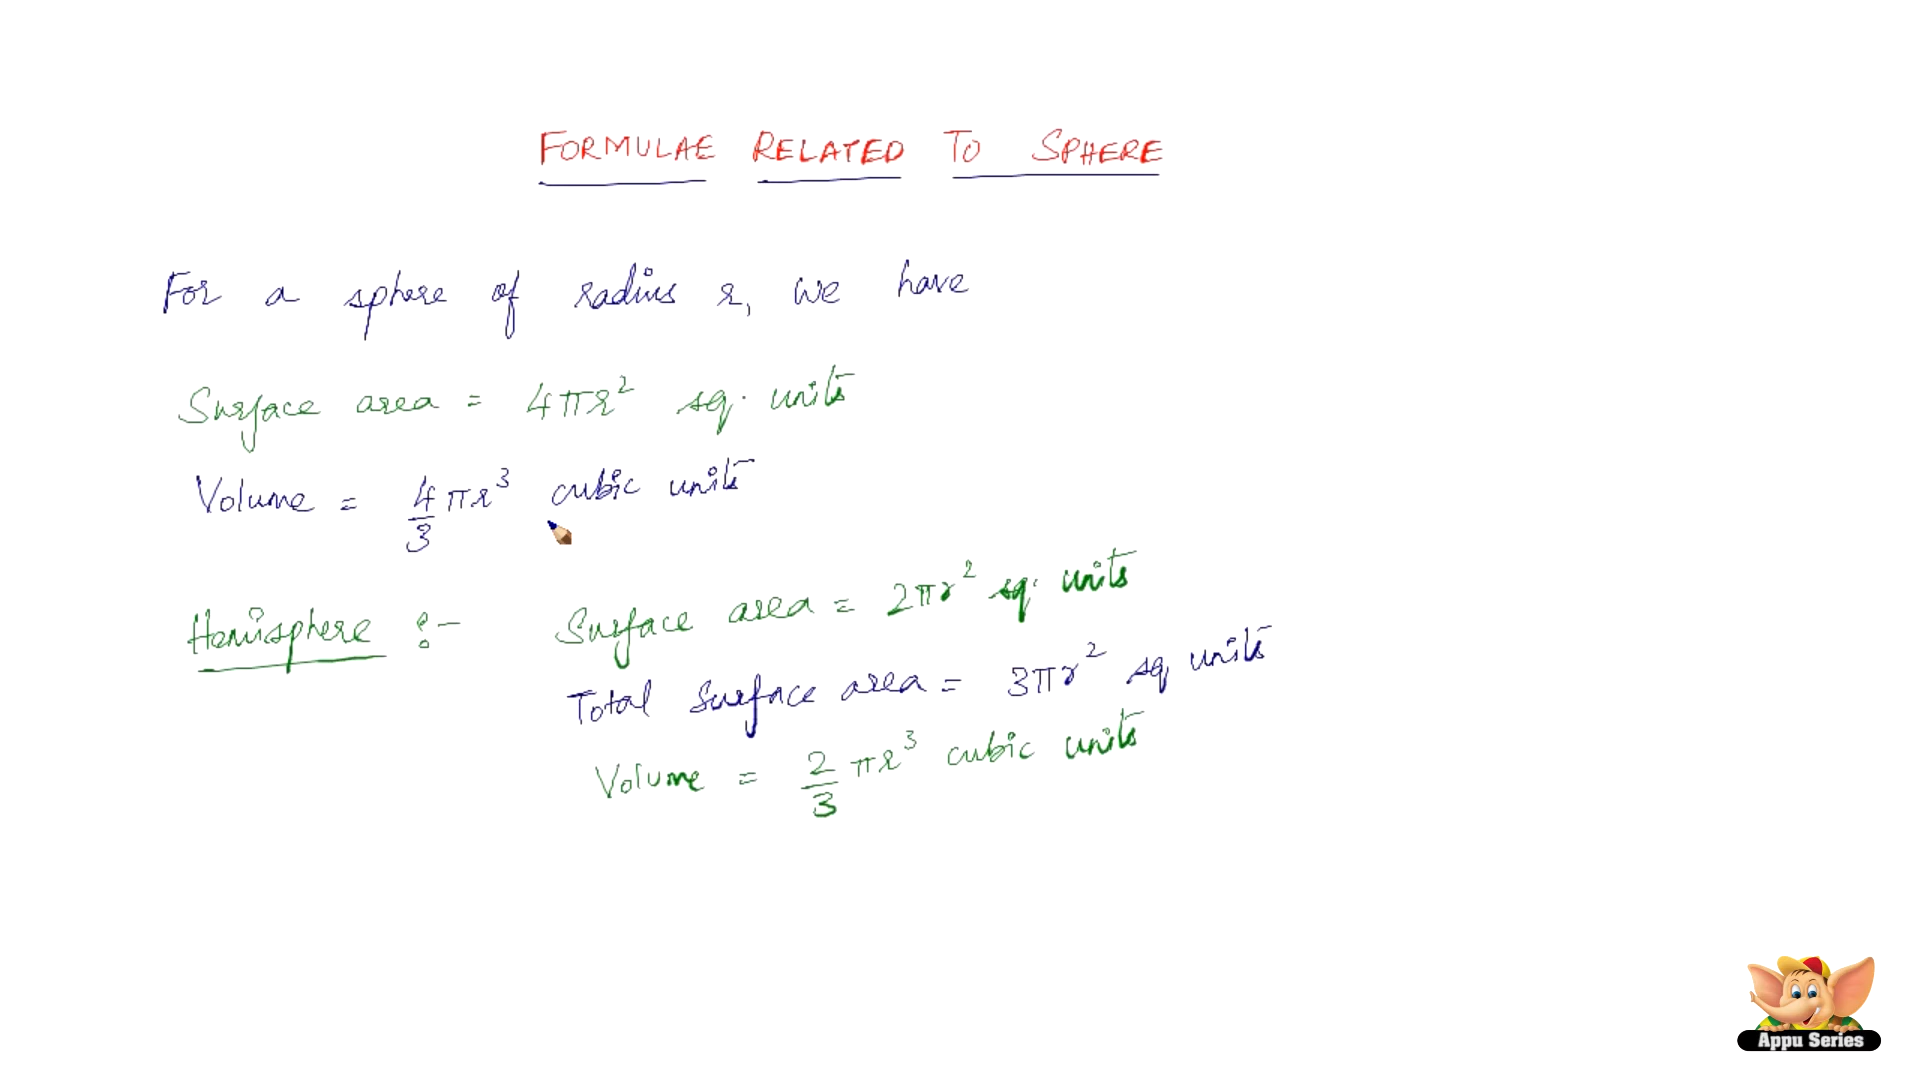 FORMULAE RELATED TO SPHERE
For a sphere of radius r, we have
Surface area = 4πr² sq. units
Volume = 4/3 πr³ cubic units
Hemisphere :- Surface area = 2πr² sq. units
Total Surface area = 3πr² sq units
Volume = 2/3 πr³ cubic units
Appu Series